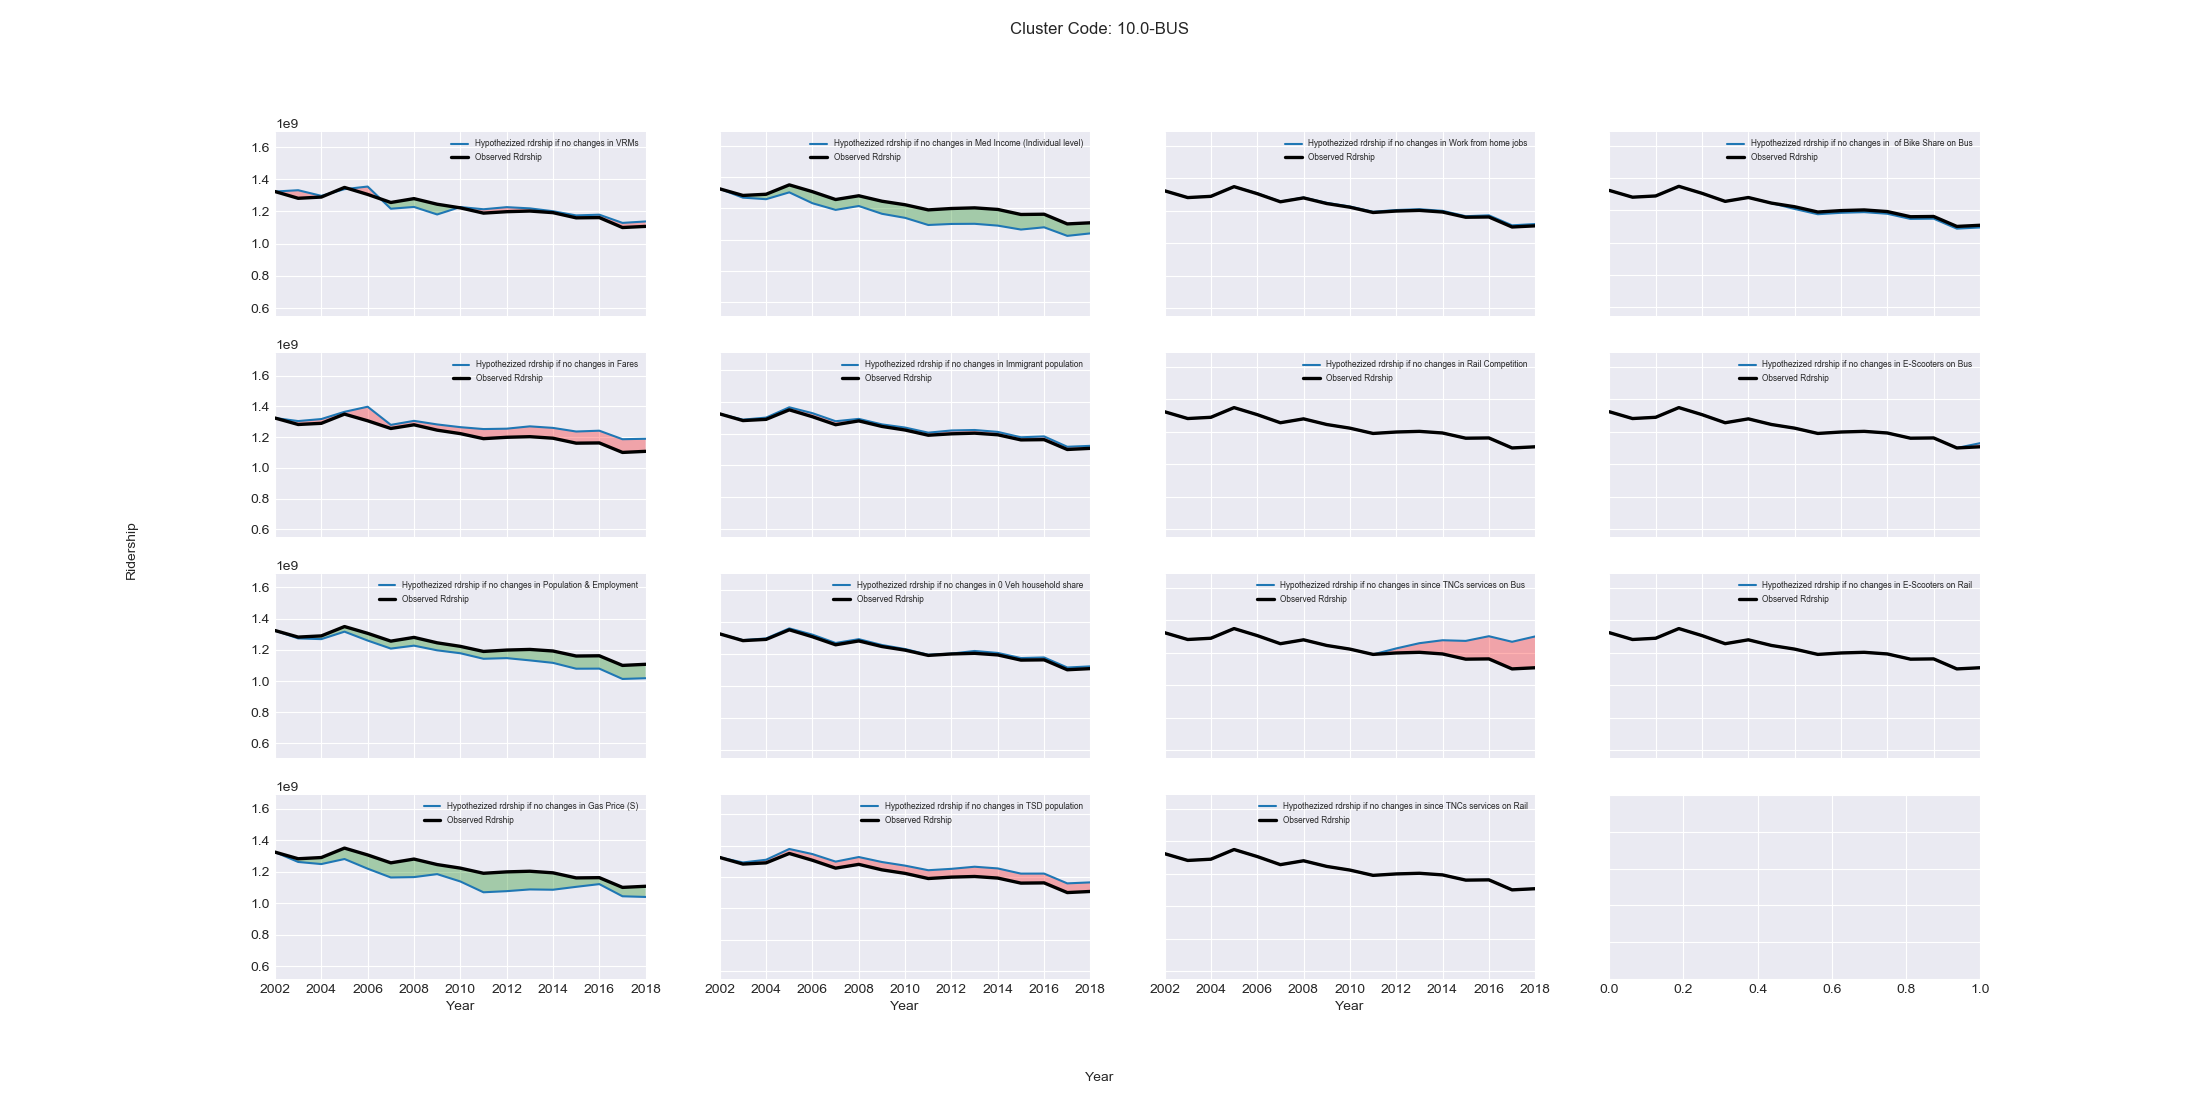 Cluster Code: 10.0-BUS
1e9
Hypothezized rdrship if no changes in VRMs
Observed Rdrship
1.6
1.4
1.2
1.0
0.8
0.6
Hypothezized rdrship if no changes in Med Income (Individual level)
Observed Rdrship
Hypothezized rdrship if no changes in Work from home jobs
Observed Rdrship
Hypothezized rdrship if no changes in  of Bike Share on Bus
Observed Rdrship
1e9
Hypothezized rdrship if no changes in Fares
Observed Rdrship
1.6
1.4
1.2
1.0
0.8
0.6
Hypothezized rdrship if no changes in Immigrant population
Observed Rdrship
Hypothezized rdrship if no changes in Rail Competition
Observed Rdrship
Hypothezized rdrship if no changes in E-Scooters on Bus
Observed Rdrship
Ridership
1e9
Hypothezized rdrship if no changes in Population & Employment
Observed Rdrship
1.6
1.4
1.2
1.0
0.8
0.6
Hypothezized rdrship if no changes in 0 Veh household share
Observed Rdrship
Hypothezized rdrship if no changes in since TNCs services on Bus
Observed Rdrship
Hypothezized rdrship if no changes in E-Scooters on Rail
Observed Rdrship
1e9
Hypothezized rdrship if no changes in Gas Price (S)
Observed Rdrship
1.6
1.4
1.2
1.0
0.8
0.6
2002 2004 2006 2008 2010 2012 2014 2016 2018
Year
Hypothezized rdrship if no changes in TSD population
Observed Rdrship
2002 2004 2006 2008 2010 2012 2014 2016 2018
Year
Hypothezized rdrship if no changes in since TNCs services on Rail
Observed Rdrship
2002 2004 2006 2008 2010 2012 2014 2016 2018
Year
0.0 0.2 0.4 0.6 0.8 1.0
Year